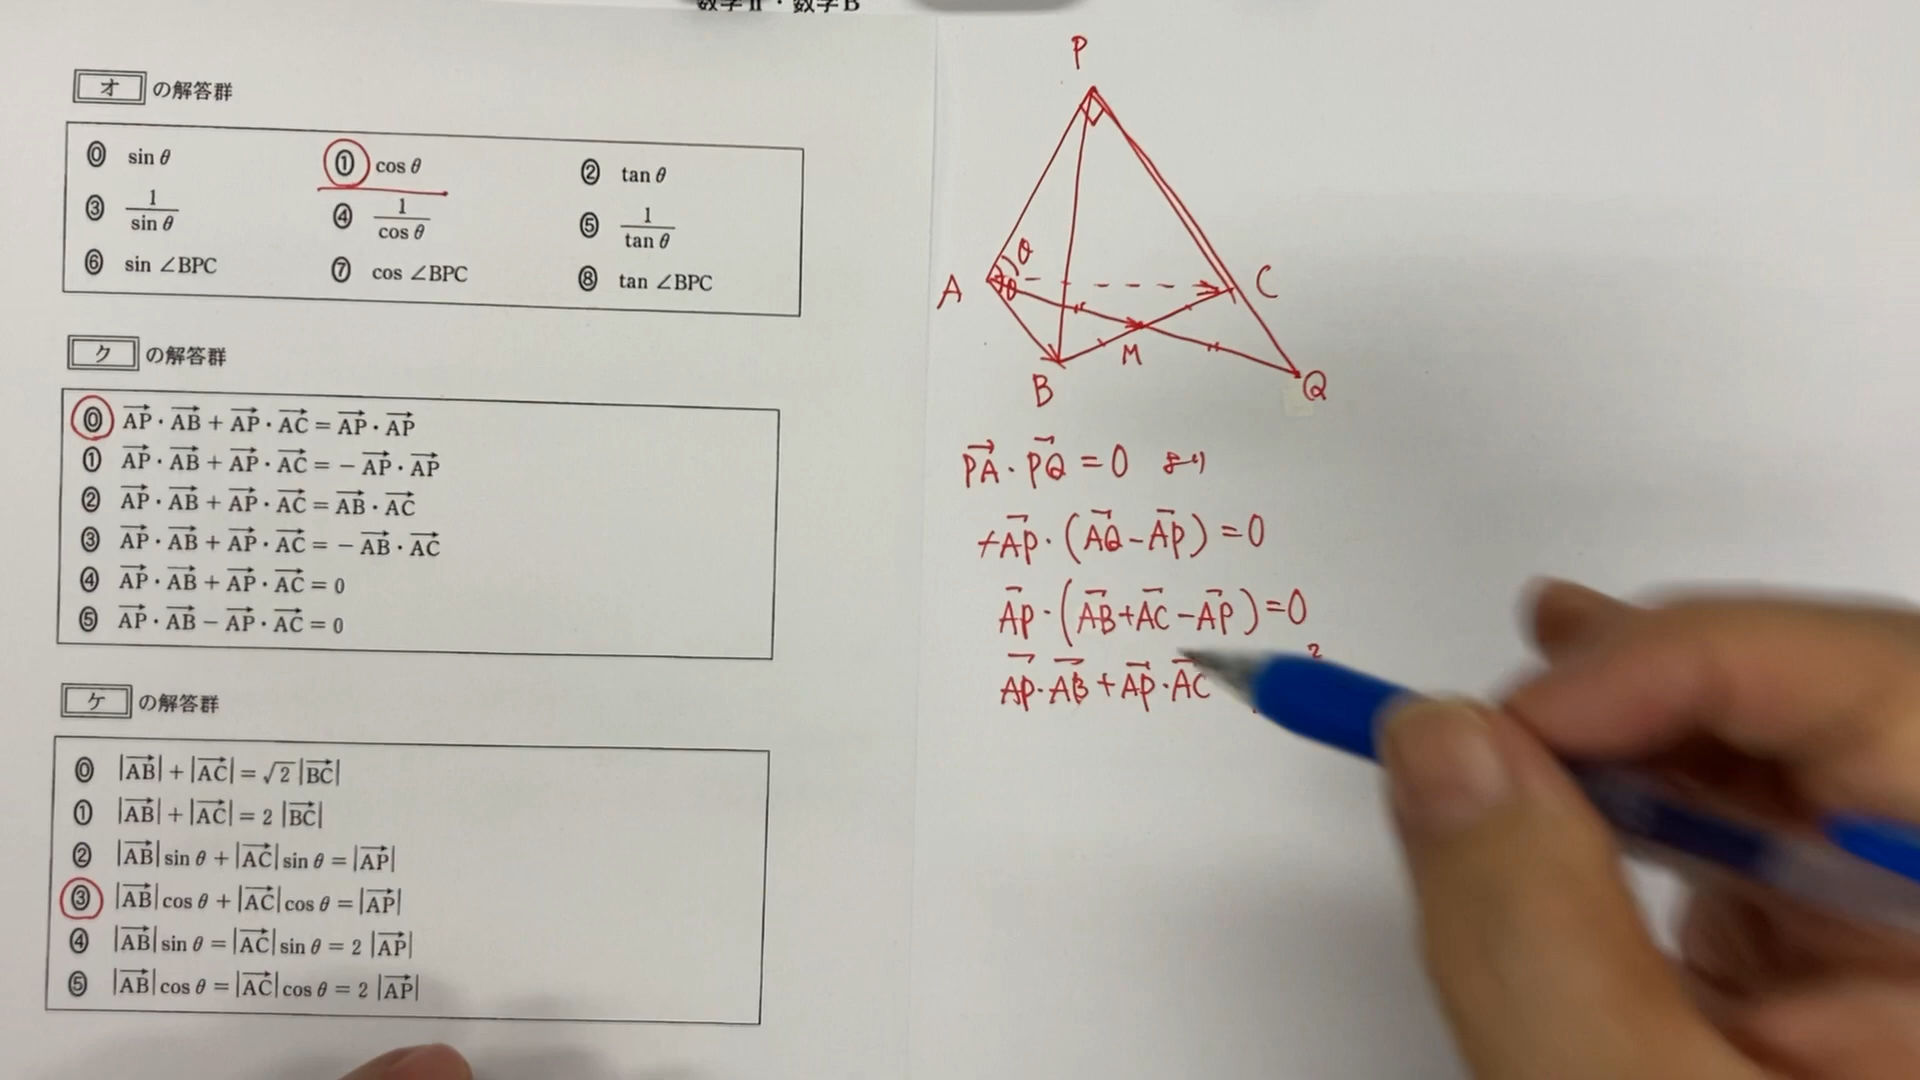 数学Ⅱ・数学B
オ の解答群
⓪ sin θ ① cos θ ② tan θ
③ 1/sin θ ④ 1/cos θ ⑤ 1/tan θ
⑥ sin ∠BPC ⑦ cos ∠BPC ⑧ tan ∠BPC
ク の解答群
⓪ AP→・AB→ + AP→・AC→ = AP→・AP→
① AP→・AB→ + AP→・AC→ = − AP→・AP→
② AP→・AB→ + AP→・AC→ = AB→・AC→
③ AP→・AB→ + AP→・AC→ = − AB→・AC→
④ AP→・AB→ + AP→・AC→ = 0
⑤ AP→・AB→ − AP→・AC→ = 0
ケ の解答群
⓪ |AB→| + |AC→| = √2 |BC→|
① |AB→| + |AC→| = 2 |BC→|
② |AB→| sin θ + |AC→| sin θ = |AP→|
③ |AB→| cos θ + |AC→| cos θ = |AP→|
④ |AB→| sin θ = |AC→| sin θ = 2 |AP→|
⑤ |AB→| cos θ = |AC→| cos θ = 2 |AP→|
P
θ
A
θ
C
M
B
Q
PA→・PQ→ = 0 より
+AP→・(AQ→−AP→) = 0
AP→・(AB→+AC→−AP→) = 0
AP→・AB→+AP→・AC→ 2